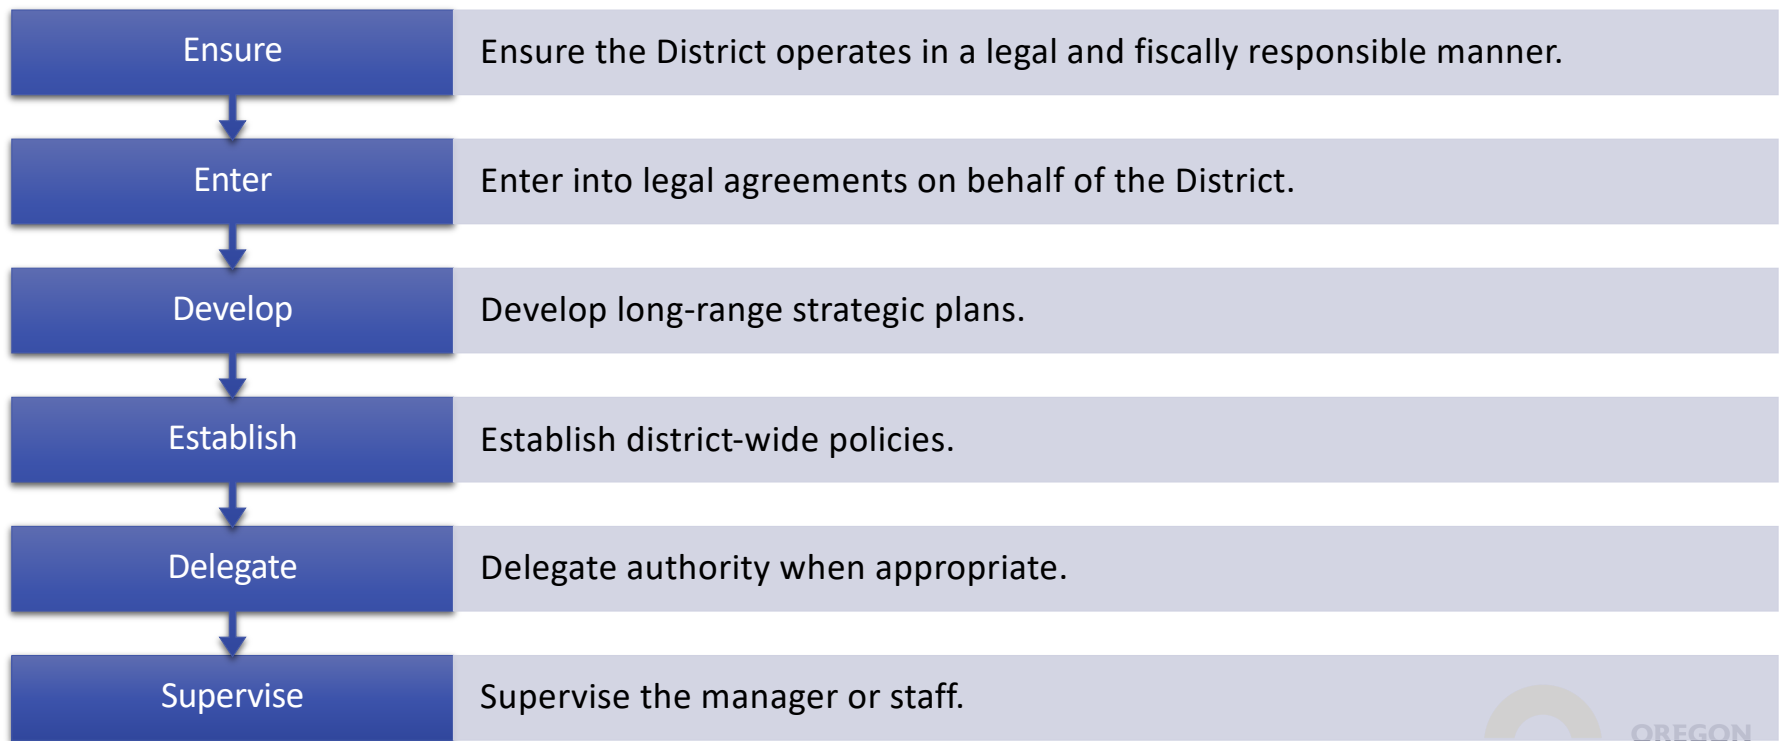 Ensure
Ensure the District operates in a legal and fiscally responsible manner.
Enter
Enter into legal agreements on behalf of the District.
Develop
Develop long-range strategic plans.
Establish
Establish district-wide policies.
Delegate
Delegate authority when appropriate.
Supervise
Supervise the manager or staff.
OREGON